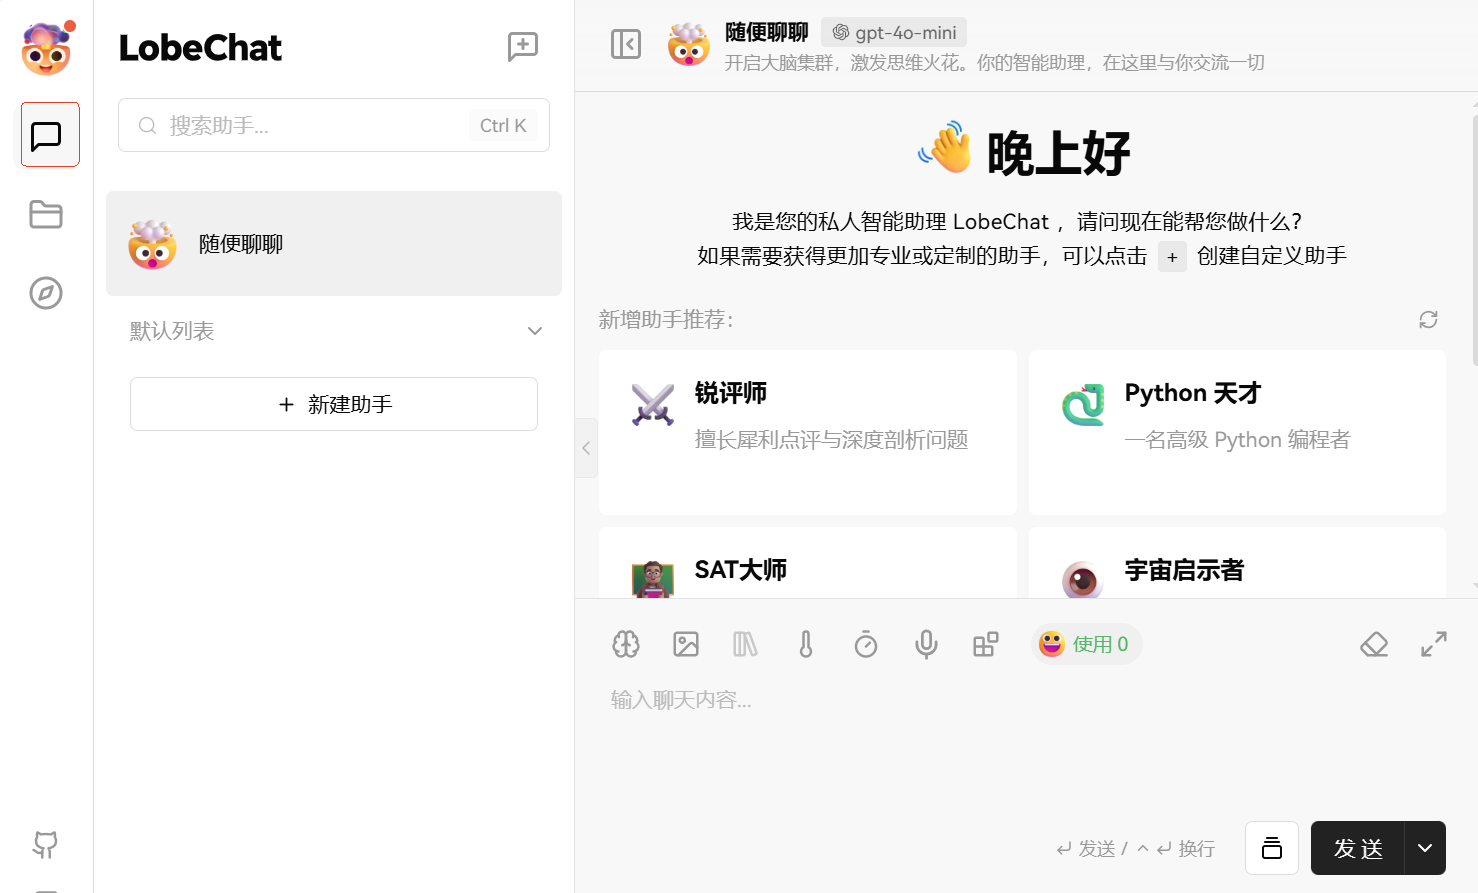 LobeChat
搜索助手...
Ctrl K
随便聊聊
默认列表
+ 新建助手
随便聊聊 gpt-4o-mini
开启大脑集群，激发思维火花。你的智能助理，在这里与你交流一切
晚上好
我是您的私人智能助理 LobeChat ，请问现在能帮您做什么？
如果需要获得更加专业或定制的助手，可以点击 + 创建自定义助手
新增助手推荐：
锐评师
擅长犀利点评与深度剖析问题
Python 天才
一名高级 Python 编程者
SAT大师
宇宙启示者
使用 0
输入聊天内容...
↵ 发送 / ^ ↵ 换行
发 送